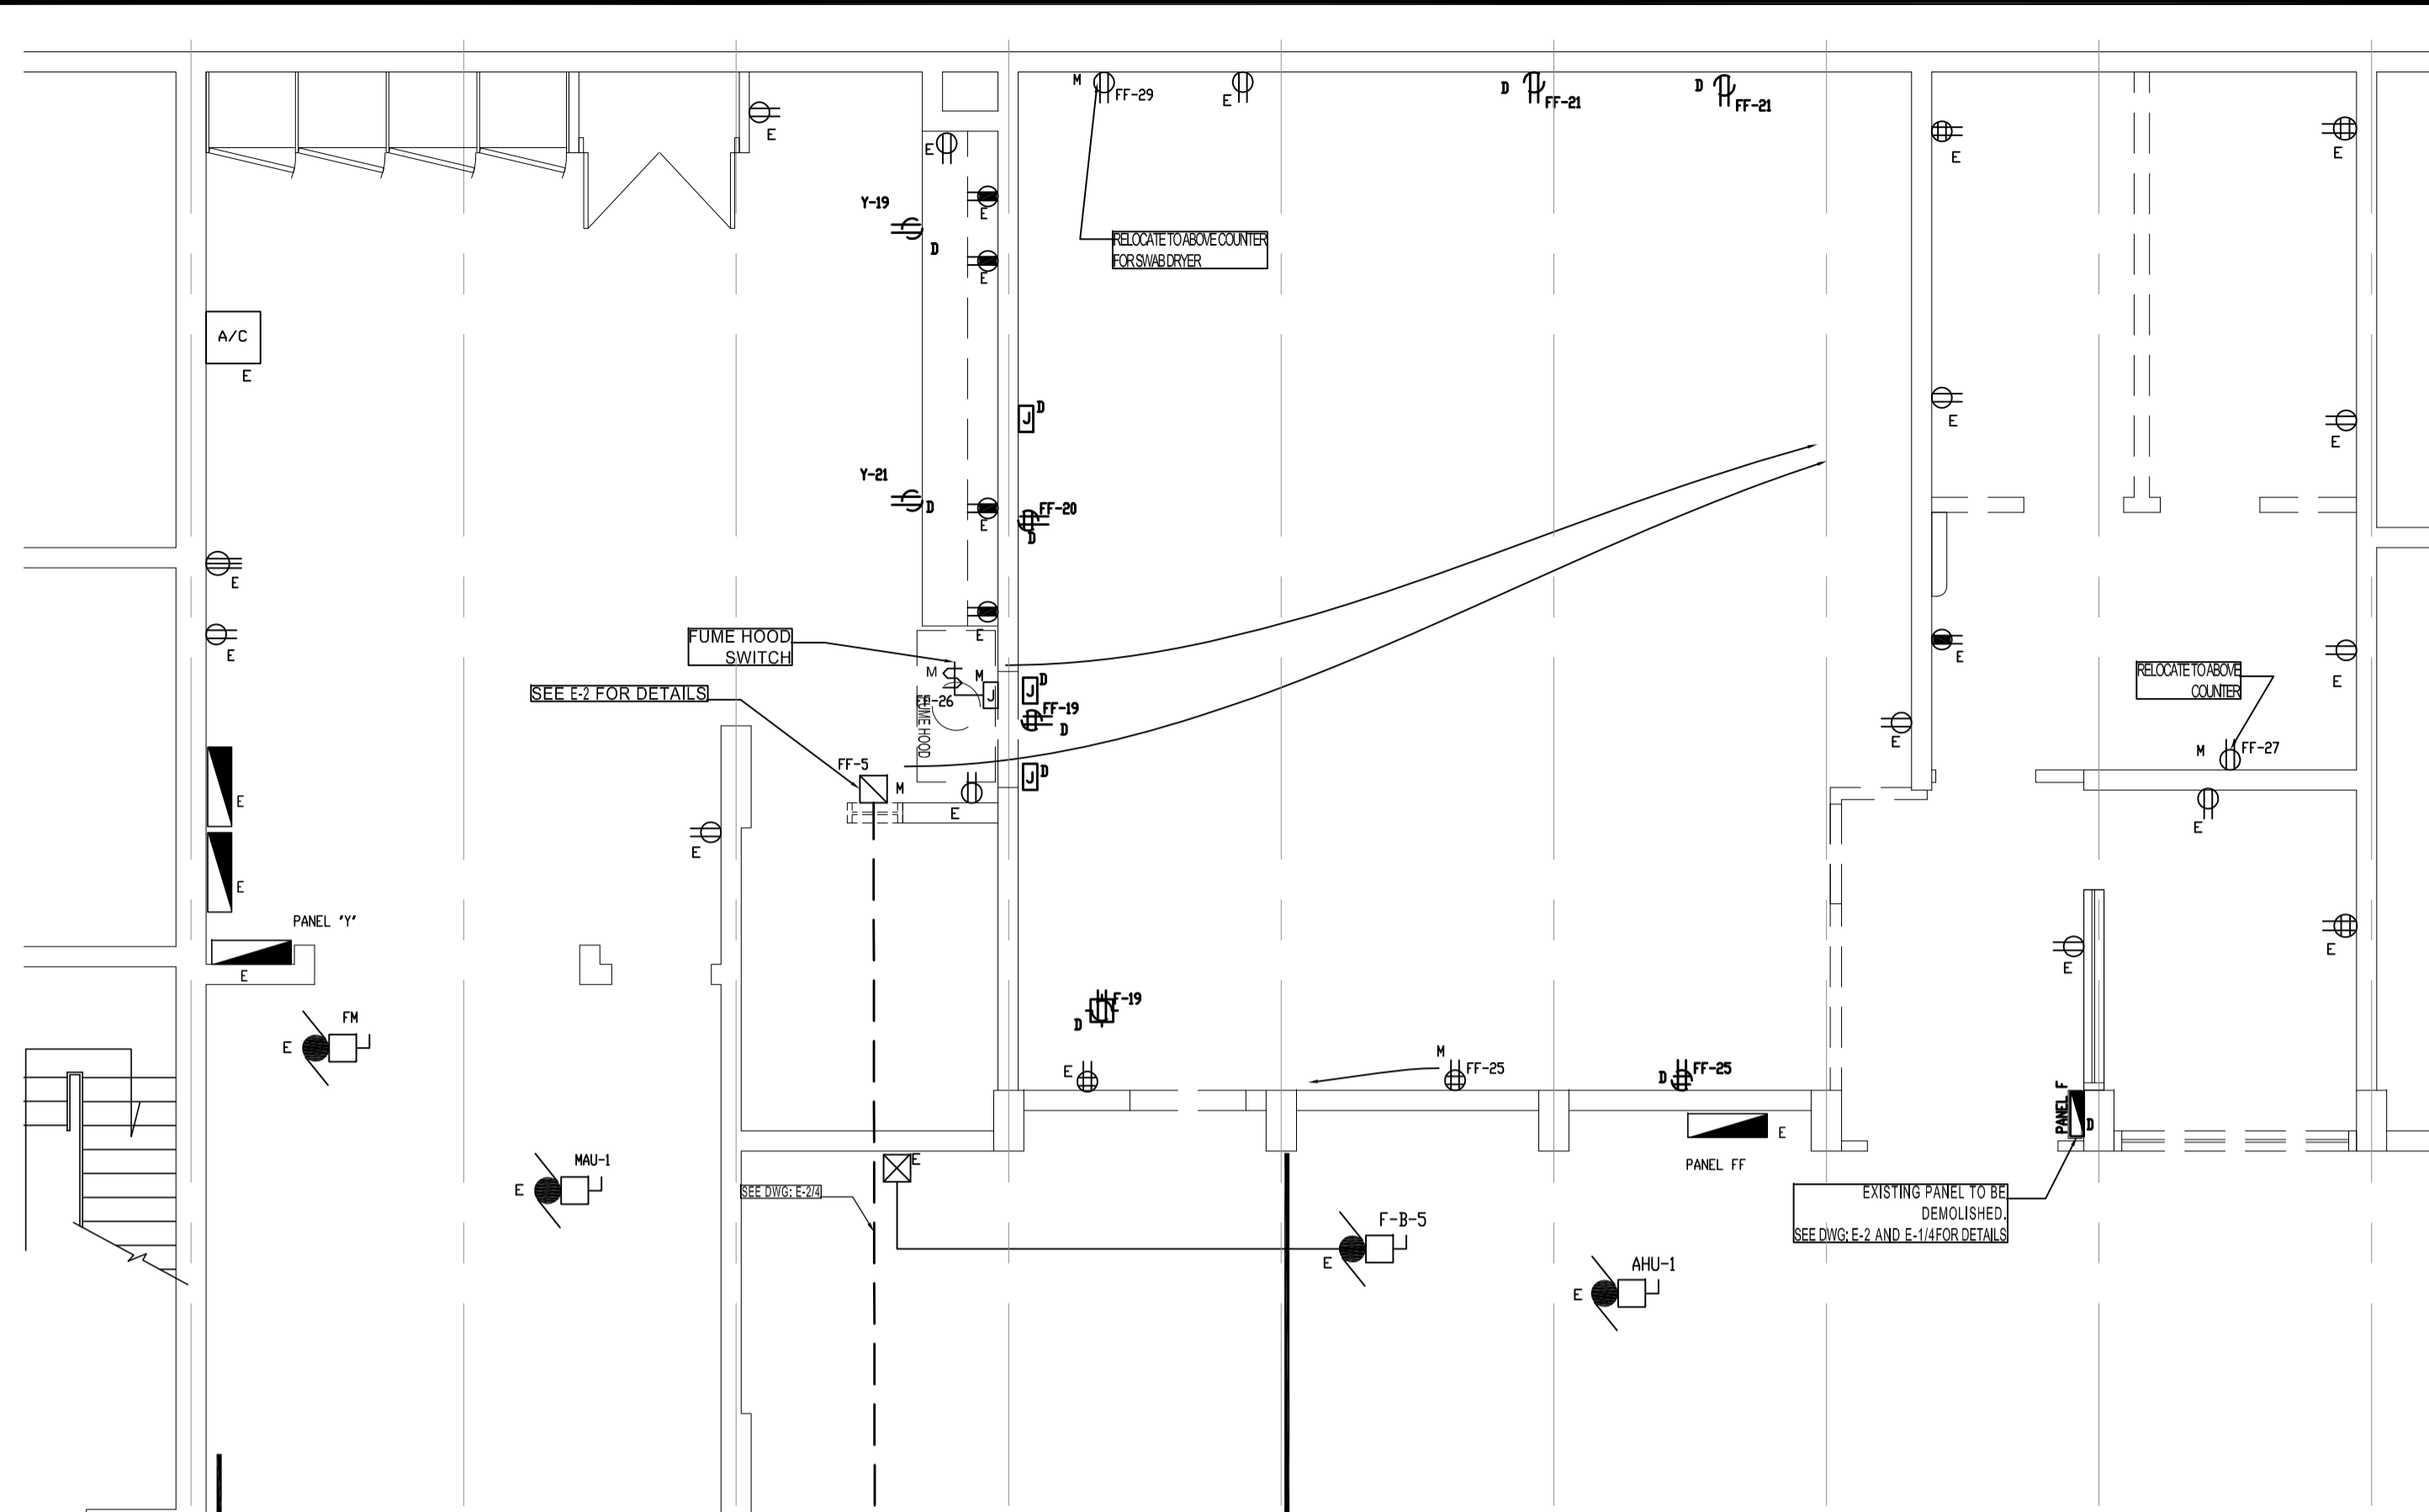 M
FF-29
E
D
FF-21
D
FF-21
E
E
E
E
E
Y-19
E
D
RELOCATE TO ABOVE COUNTER
FOR SWAB DRYER
E
A/C
E
J
D
E
E
Y-21
D
E
FF-20
D
E
E
FUME HOOD
SWITCH
E
E
E
M
M
J
J
D
RELOCATE TO ABOVE
COUNTER
E
SEE E-2 FOR DETAILS
FF-26
FUME HOOD
FF-19
D
E
M
FF-27
FF-5
M
J
D
E
E
E
E
E
PANEL "Y"
E
E
E
F-19
D
FM
E
E
M
FF-25
D
FF-25
PANEL F
D
E
PANEL FF
MAU-1
E
E
SEE DWG: E-2/4
EXISTING PANEL TO BE
DEMOLISHED.
SEE DWG: E-2 AND E-1/4 FOR DETAILS
F-B-5
E
AHU-1
E